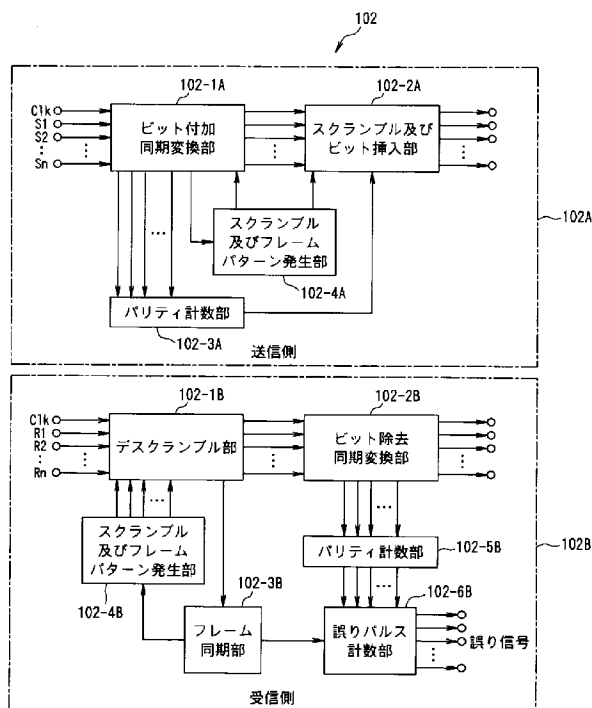 102
102-1A
102-2A
Clk
S1
S2
⋮
Sn
⋮
ビット付加
同期変換部
⋮
スクランブル及び
ビット挿入部
⋮
…
スクランブル
及びフレーム
パターン発生部
102-4A
102A
パリティ計数部
102-3A
送信側
102-1B
102-2B
Clk
R1
R2
⋮
Rn
⋮
デスクランブル部
⋮
ビット除去
同期変換部
⋮
…
…
スクランブル
及びフレーム
パターン発生部
102-4B
パリティ計数部
102-5B
102B
…
102-3B
102-6B
フレーム
同期部
誤りパルス
計数部
誤り信号
⋮
受信側